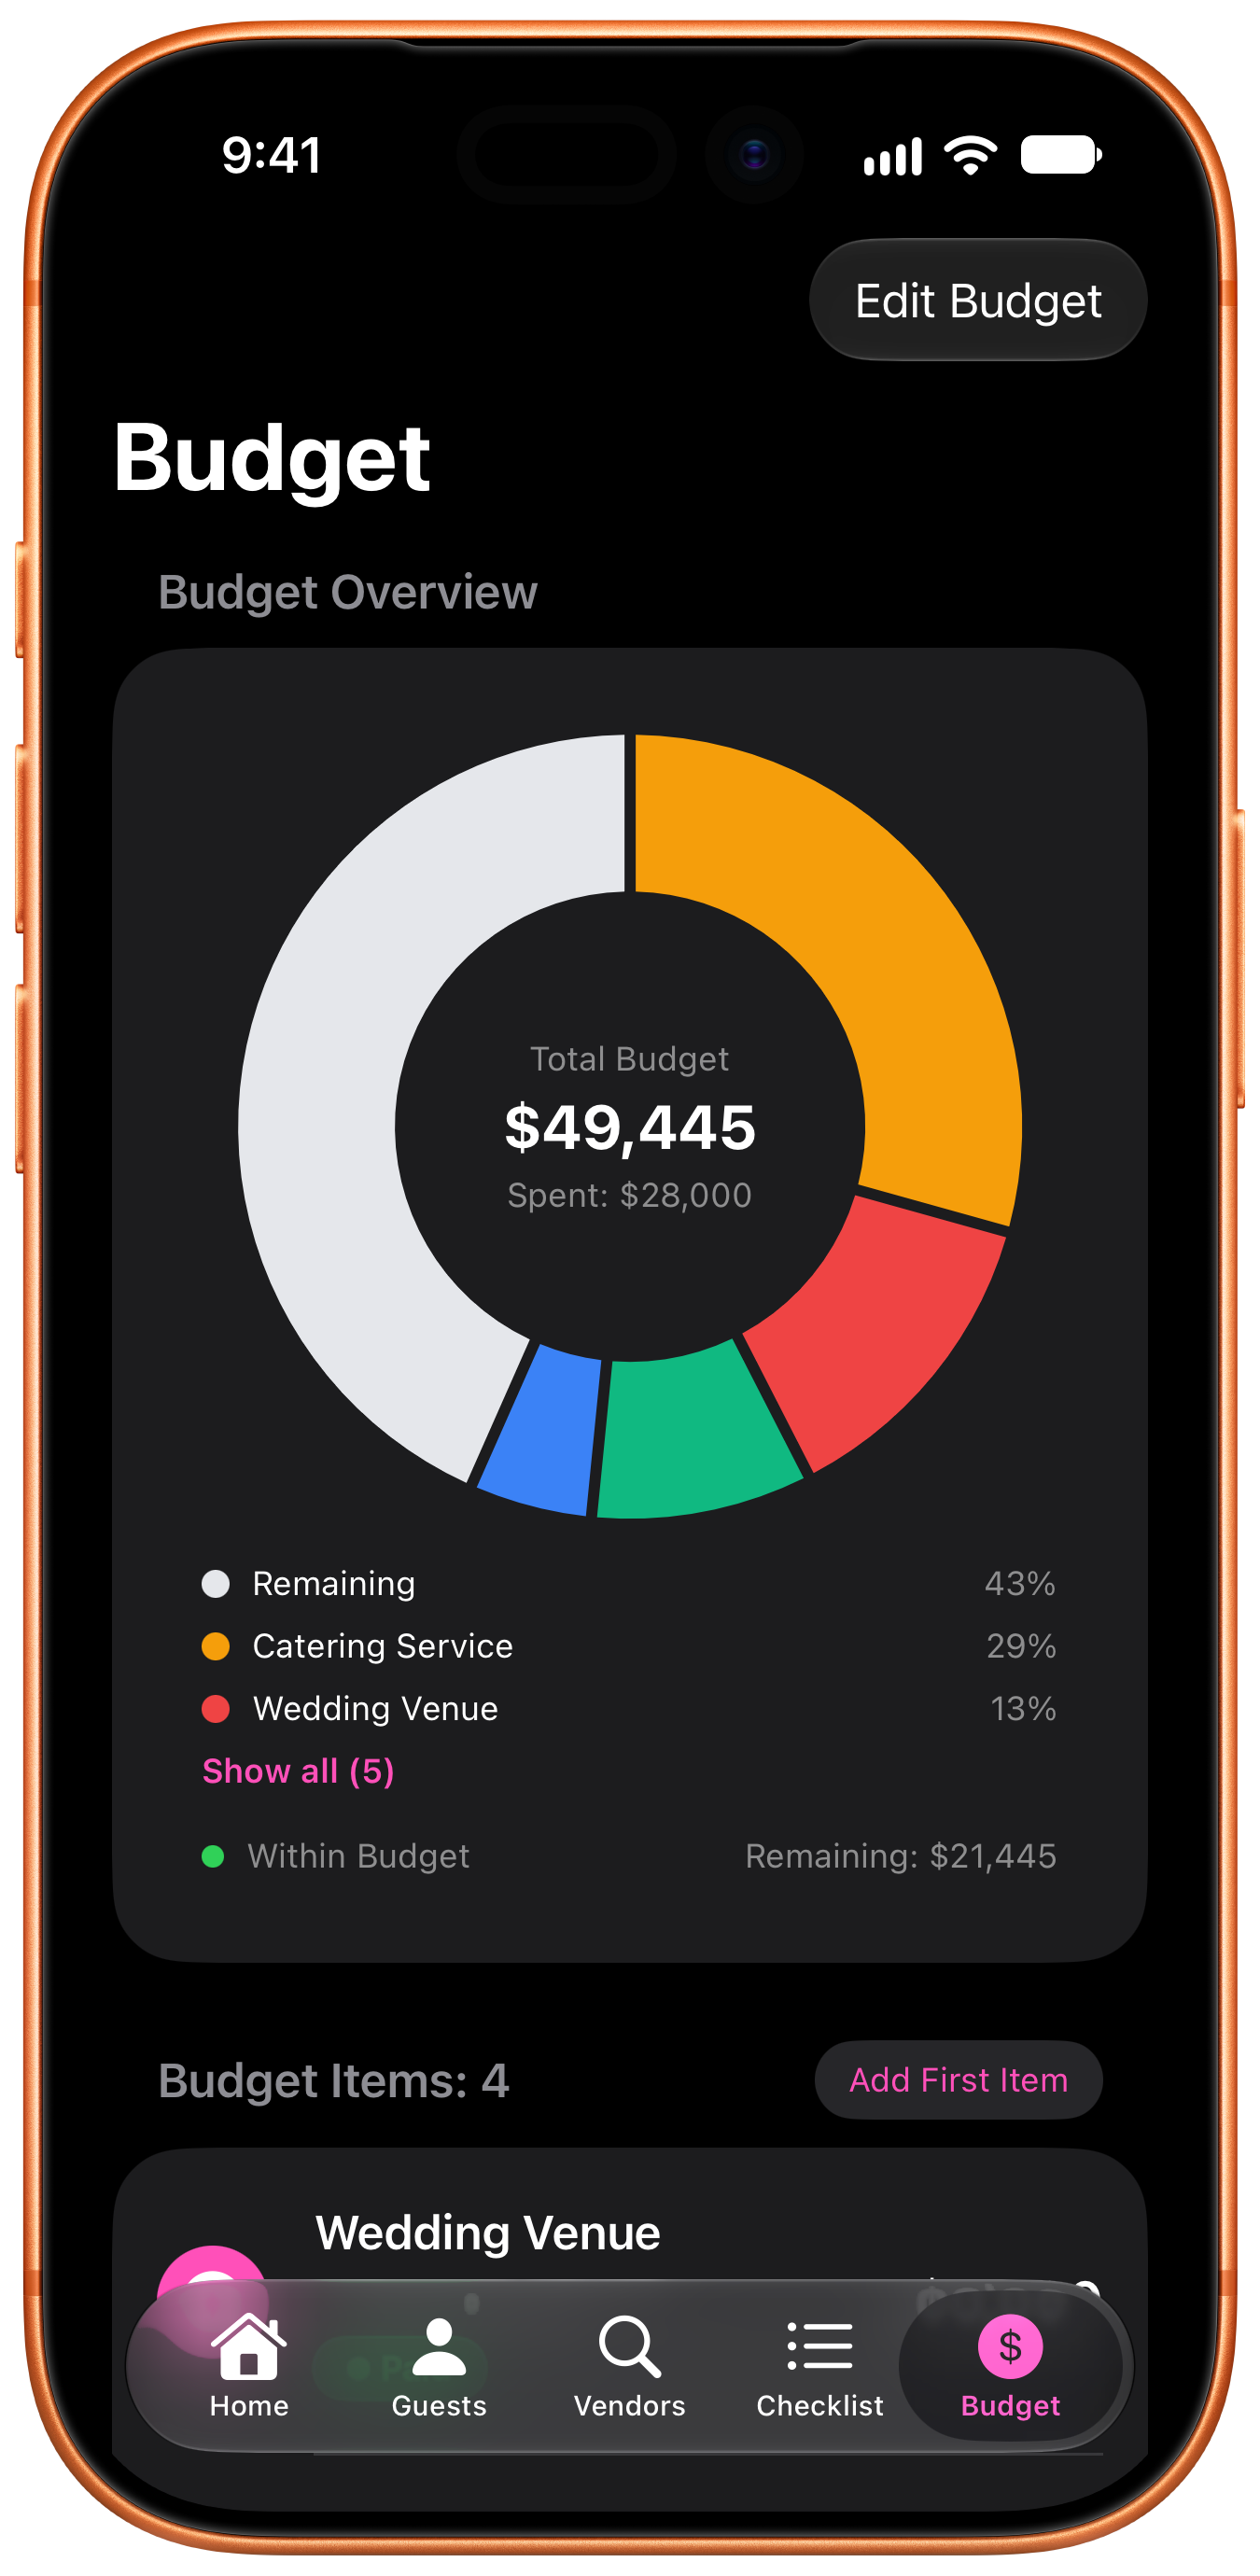 9:41
Edit Budget
Budget
Budget Overview
Total Budget
$49,445
Spent: $28,000
Remaining 43%
Catering Service 29%
Wedding Venue 13%
Show all (5)
Within Budget Remaining: $21,445
Budget Items: 4 Add First Item
Wedding Venue
Home Guests Vendors Checklist Budget